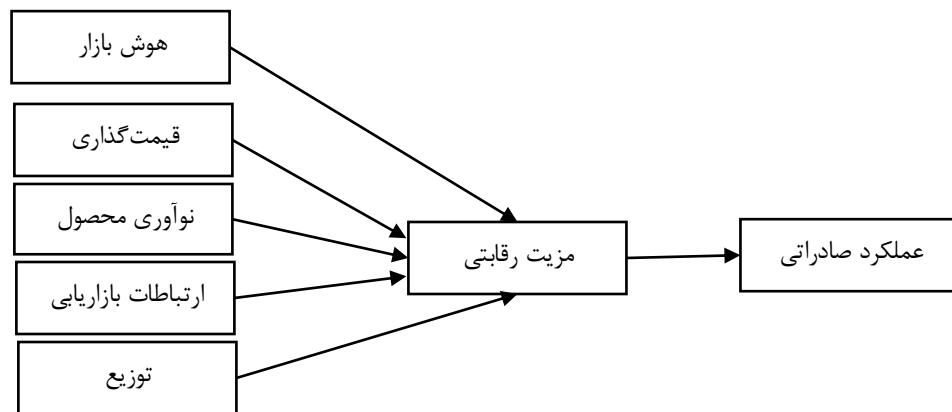 هوش بازار
قیمت‌گذاری
نوآوری محصول
ارتباطات بازاریابی
توزیع
مزیت رقابتی
عملکرد صادراتی